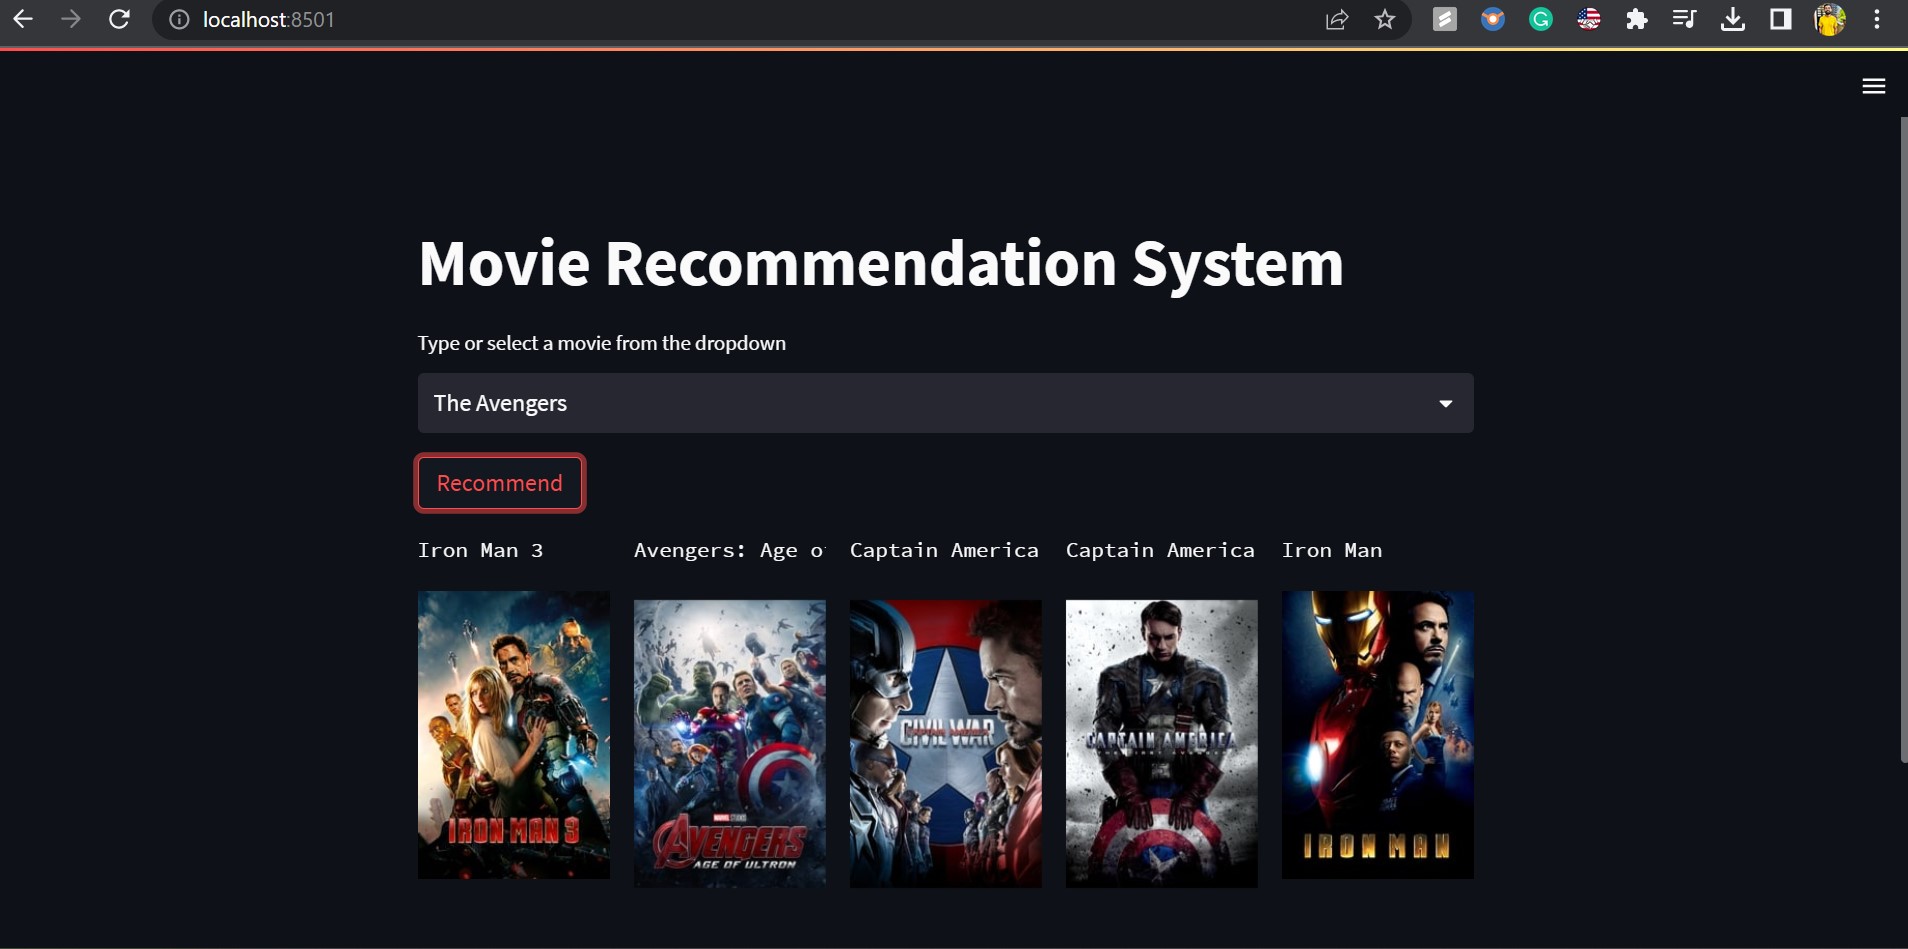 localhost:8501
Movie Recommendation System
Type or select a movie from the dropdown
The Avengers
Recommend
Iron Man 3
Avengers: Age o
Captain America
Captain America
Iron Man
IRON MAN 3
MARVEL STUDIOS
AVENGERS
AGE OF ULTRON
CAPTAIN AMERICA
CIVIL WAR
CAPTAIN AMERICA
IRON MAN